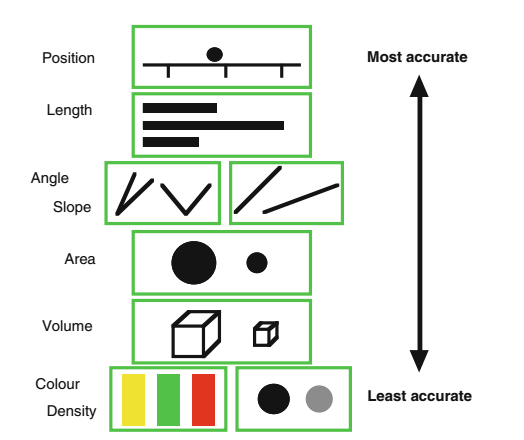 Position
Most accurate
Length
Angle
Slope
Area
Volume
Colour
Density
Least accurate